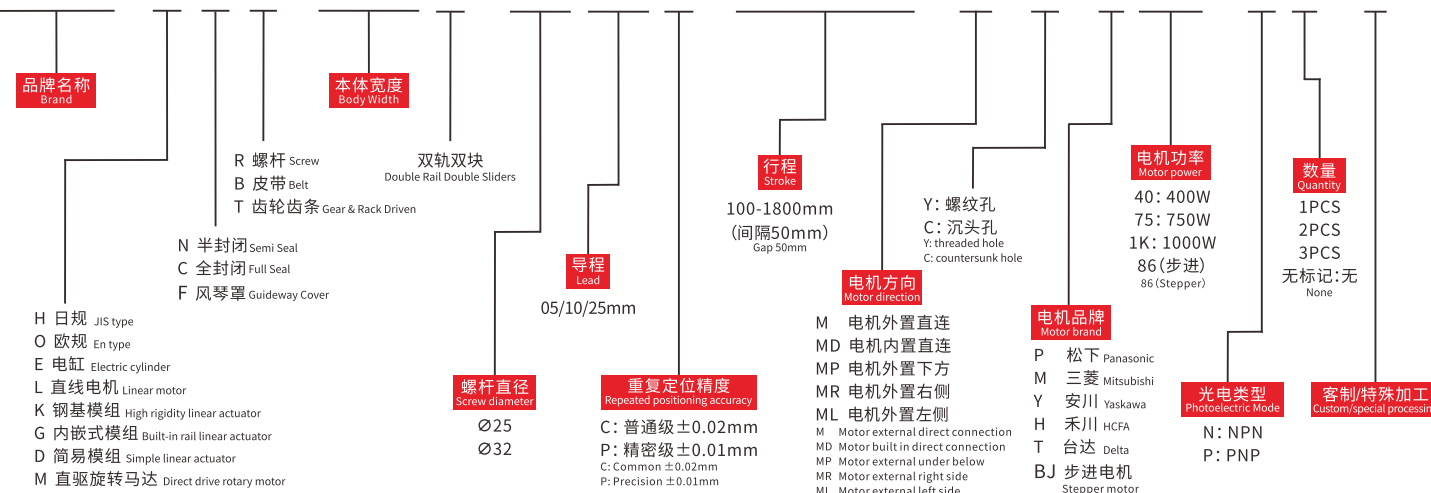 品牌名称
Brand
H 日规 JIS type
O 欧规 En type
E 电缸 Electric cylinder
L 直线电机 Linear motor
K 钢基模组 High rigidity linear actuator
G 内嵌式模组 Built-in rail linear actuator
D 简易模组 Simple linear actuator
M 直驱旋转马达 Direct drive rotary motor
N 半封闭 Semi Seal
C 全封闭 Full Seal
F 风琴罩 Guideway Cover
R 螺杆 Screw
B 皮带 Belt
T 齿轮齿条 Gear & Rack Driven
本体宽度
Body Width
双轨双块
Double Rail Double Sliders
螺杆直径
Screw diameter
∅25
∅32
导程
Lead
05/10/25mm
重复定位精度
Repeated positioning accuracy
C：普通级±0.02mm
P：精密级±0.01mm
C: Common ±0.02mm
P: Precision ±0.01mm
行程
Stroke
100-1800mm
（间隔50mm）
Gap 50mm
电机方向
Motor direction
M 电机外置直连
MD 电机内置直连
MP 电机外置下方
MR 电机外置右侧
ML 电机外置左侧
M Motor external direct connection
MD Motor built in direct connection
MP Motor external under below
MR Motor external right side
ML Motor external left side
Y：螺纹孔
C：沉头孔
Y: threaded hole
C: countersunk hole
电机品牌
Motor brand
P 松下 Panasonic
M 三菱 Mitsubishi
Y 安川 Yaskawa
H 禾川 HCFA
T 台达 Delta
BJ 步进电机
Stepper motor
电机功率
Motor power
40：400W
75：750W
1K：1000W
86（步进）
86（Stepper）
光电类型
Photoelectric Mode
N：NPN
P：PNP
数量
Quantity
1PCS
2PCS
3PCS
无标记：无
None
客制/特殊加工
Custom/special processin